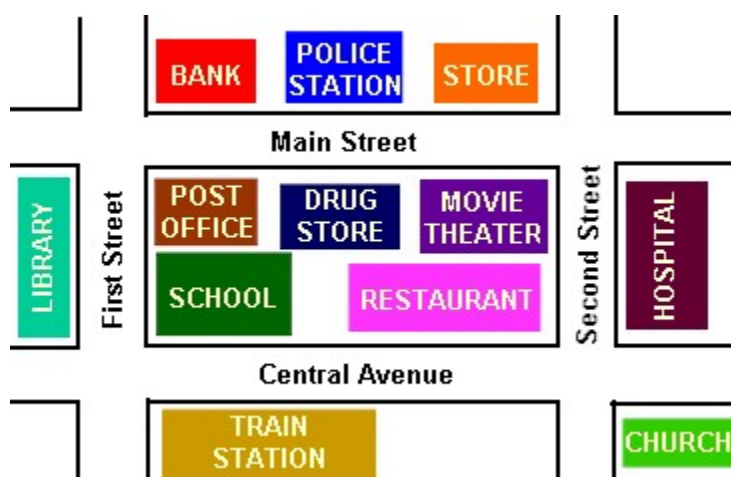 BANK
POLICE
STATION
STORE
Main Street
LIBRARY
First Street
POST
OFFICE
DRUG
STORE
MOVIE
THEATER
Second Street
HOSPITAL
SCHOOL
RESTAURANT
Central Avenue
TRAIN
STATION
CHURCH